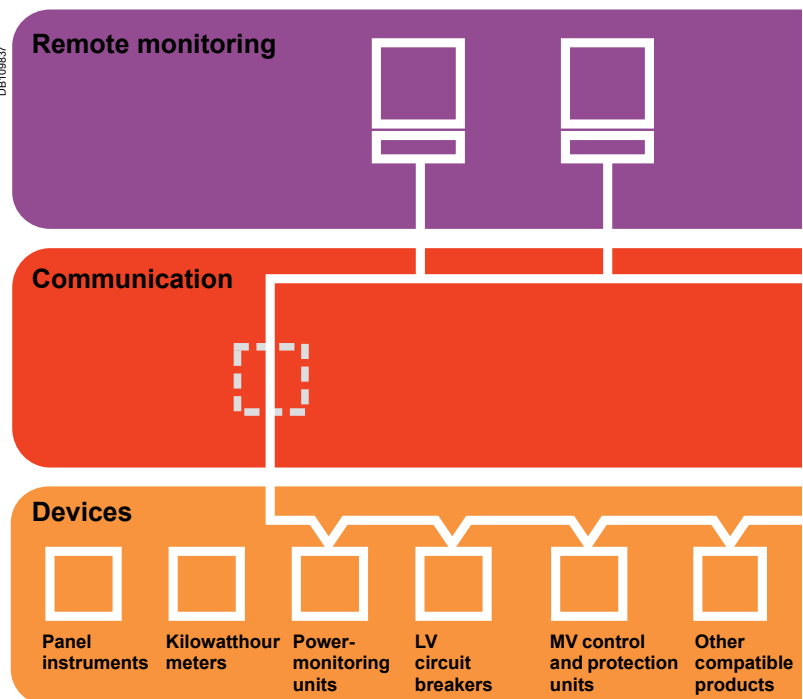 Remote monitoring
DB109837
Communication
Devices
Panel
instruments
Kilowatthour
meters
Power-
monitoring
units
LV
circuit
breakers
MV control
and protection
units
Other
compatible
products